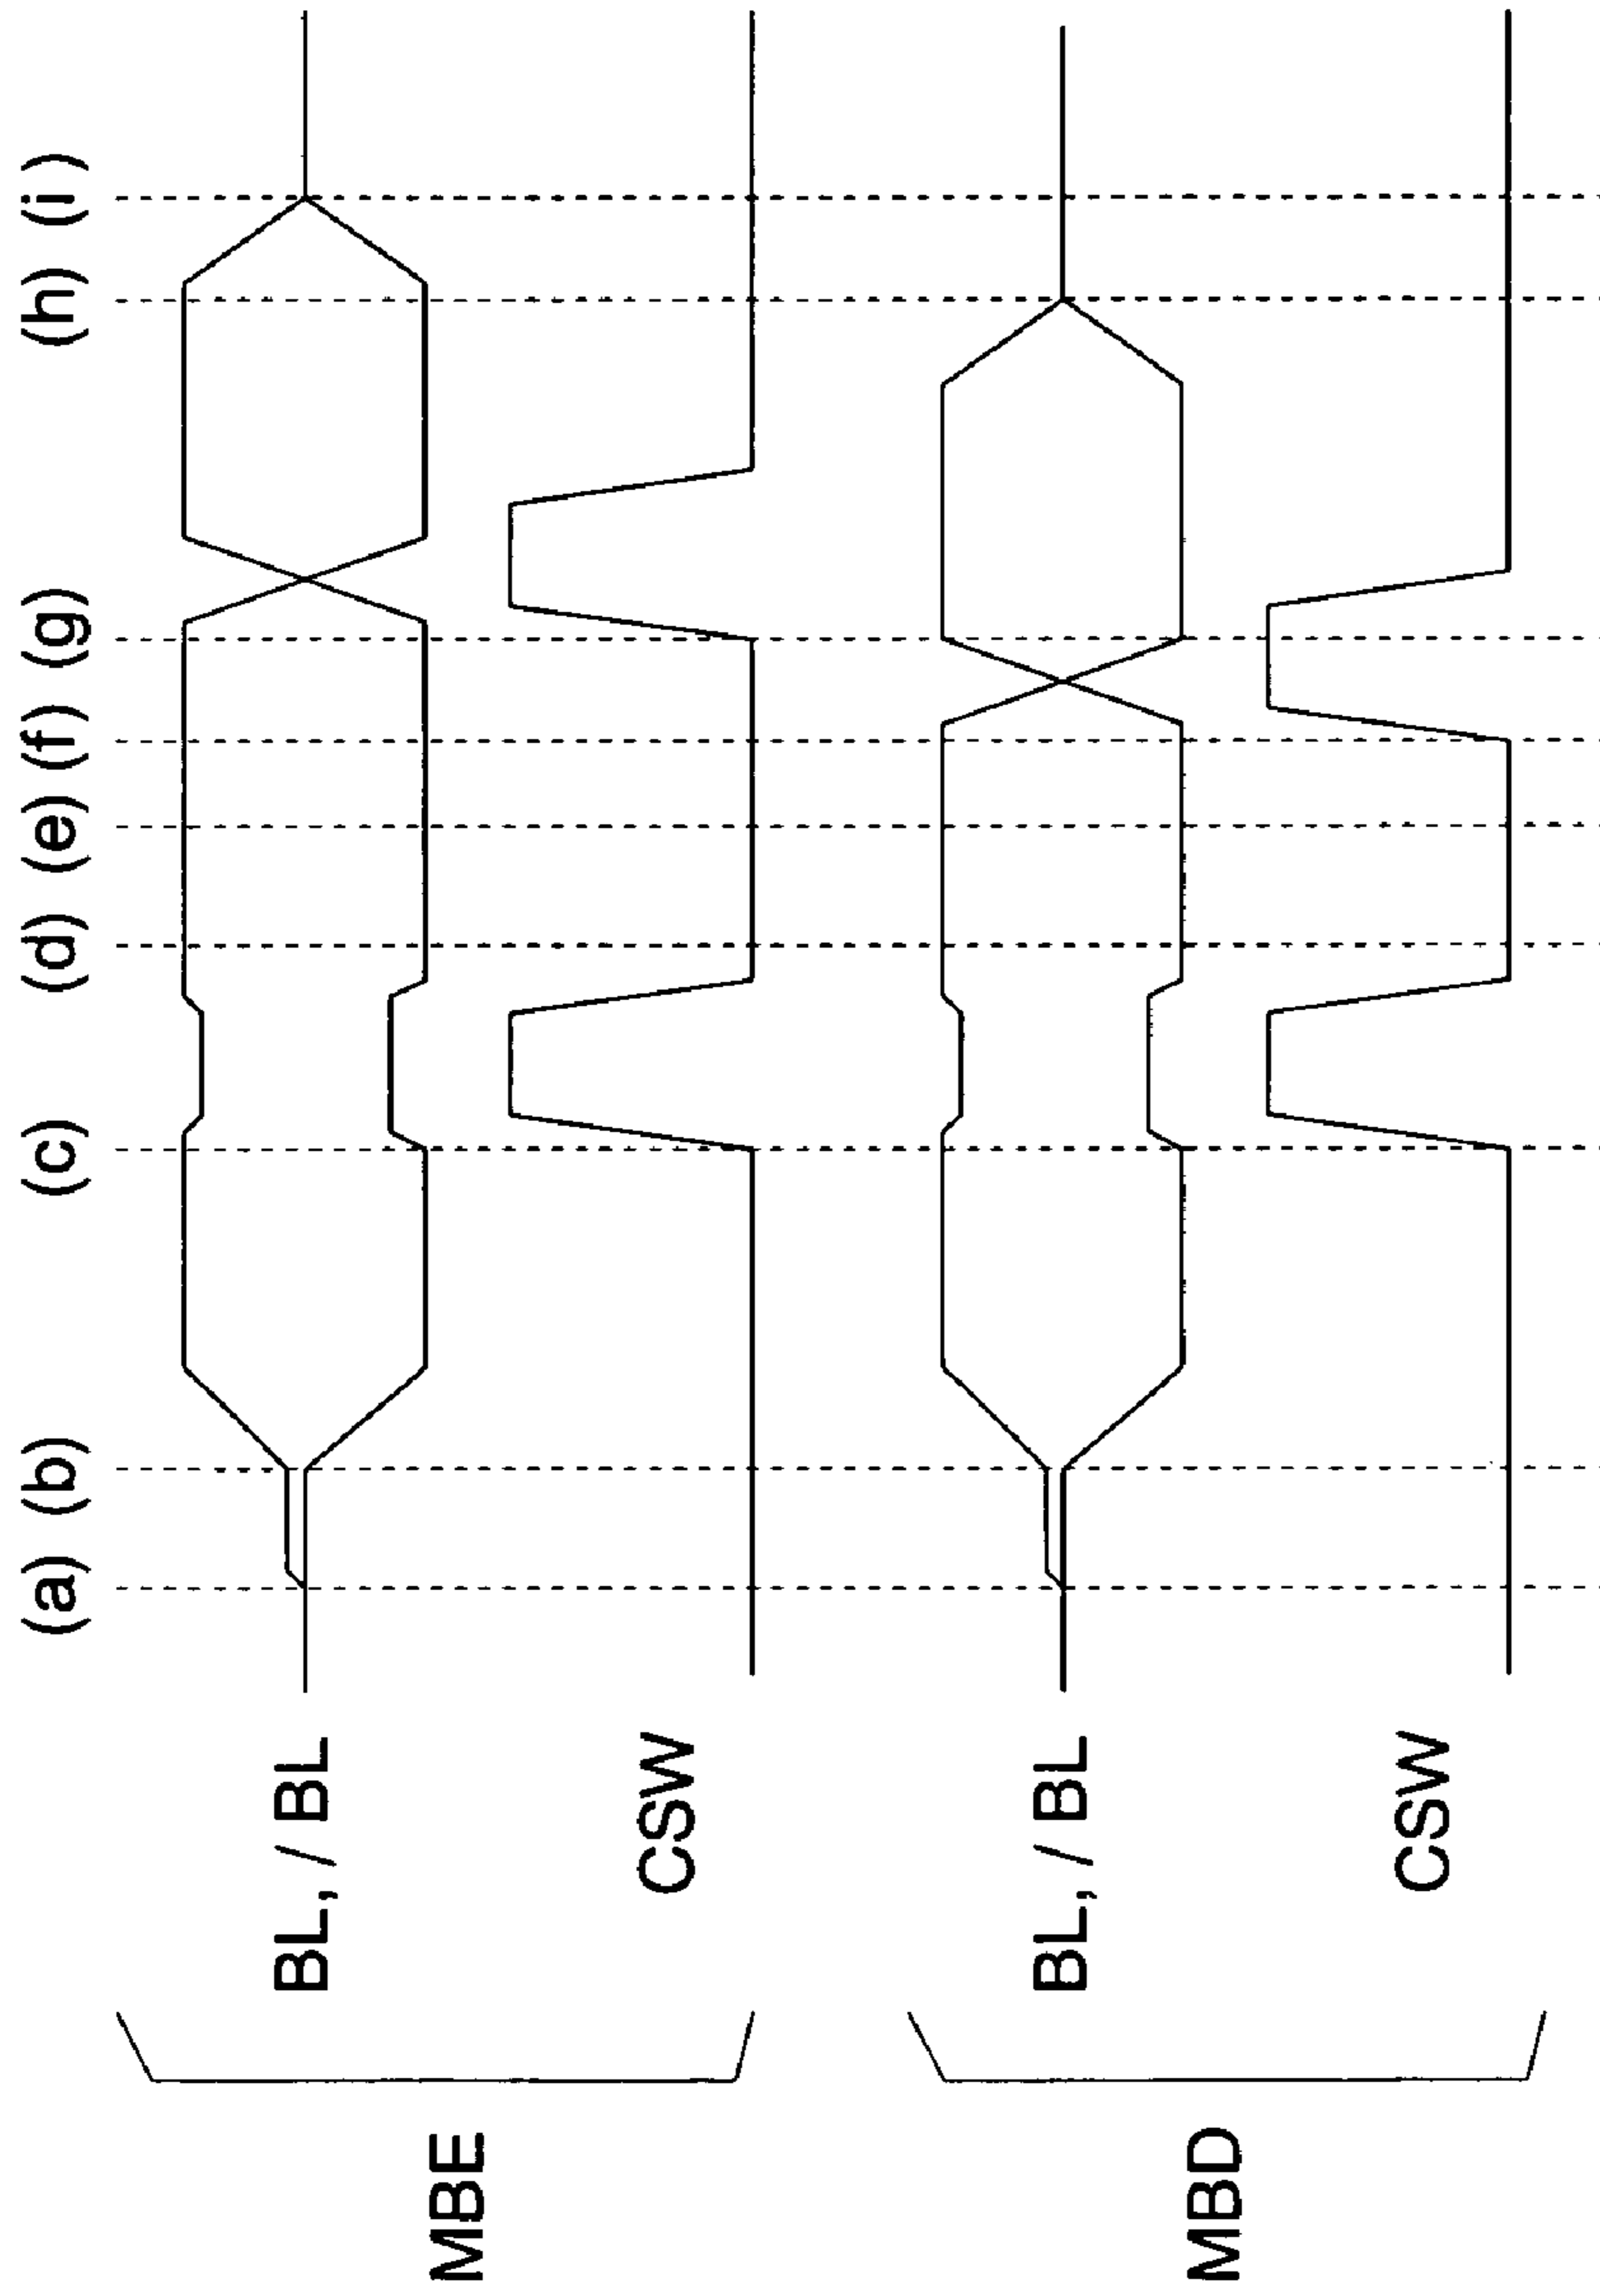 (a) (b) (c) (d) (e) (f) (g) (h) (i)
MBE
BL, / BL
CSW
MBD
BL, / BL
CSW